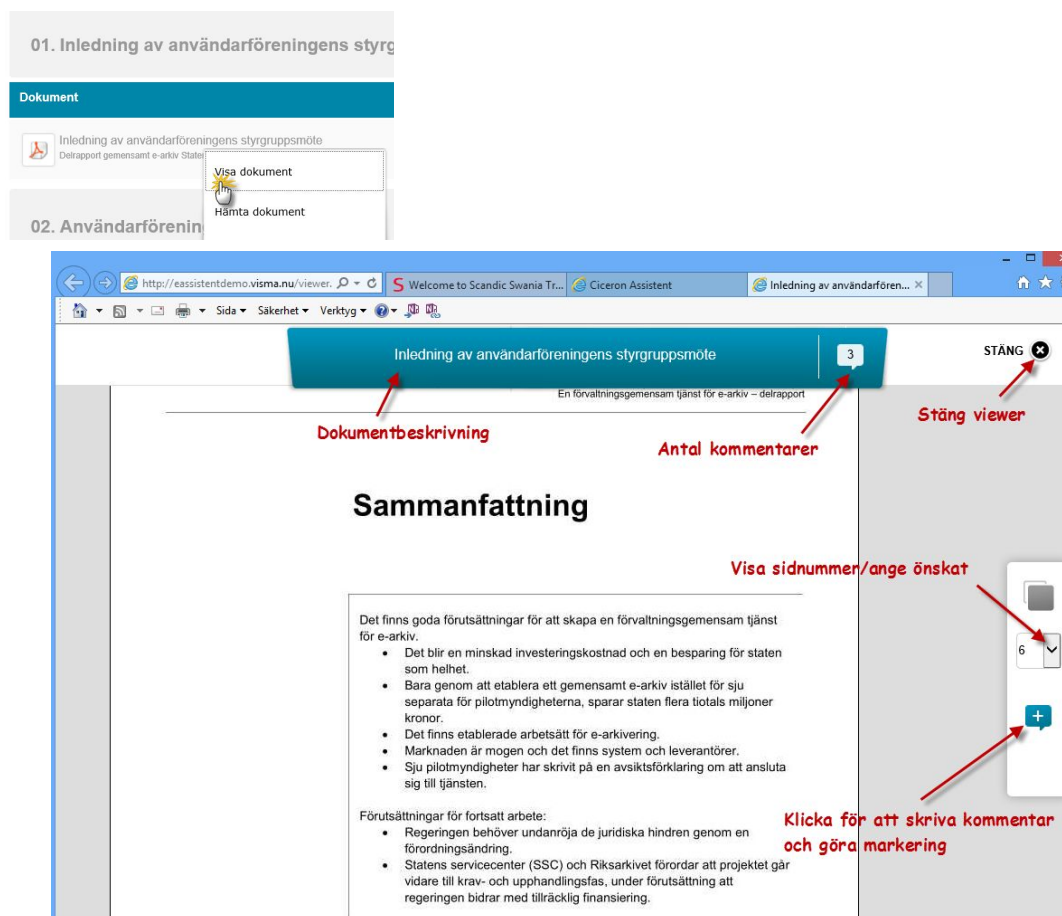 01. Inledning av användarföreningens styrg
Dokument
Inledning av användarföreningens styrgruppsmöte
Delrapport gemensamt e-arkiv Staten
Visa dokument
Hämta dokument
02. Användarförenin
http://eassistentdemo.visma.nu/viewer.
Welcome to Scandic Swania Tr...
Ciceron Assistent
Inledning av användarfören...
Sida
Säkerhet
Verktyg
Inledning av användarföreningens styrgruppsmöte
3
STÄNG
En förvaltningsgemensam tjänst för e-arkiv – delrapport
Stäng viewer
Dokumentbeskrivning
Antal kommentarer
Sammanfattning
Visa sidnummer/ange önskat
Det finns goda förutsättningar för att skapa en förvaltningsgemensam tjänst
för e-arkiv.
• Det blir en minskad investeringskostnad och en besparing för staten
som helhet.
6
• Bara genom att etablera ett gemensamt e-arkiv istället för sju
separata för pilotmyndigheterna, sparar staten flera tiotals miljoner
kronor.
• Det finns etablerade arbetsätt för e-arkivering.
• Marknaden är mogen och det finns system och leverantörer.
• Sju pilotmyndigheter har skrivit på en avsiktsförklaring om att ansluta
sig till tjänsten.
Förutsättningar för fortsatt arbete:
• Regeringen behöver undanröja de juridiska hindren genom en
förordningsändring.
• Statens servicecenter (SSC) och Riksarkivet förordar att projektet går
vidare till krav- och upphandlingsfas, under förutsättning att
regeringen bidrar med tillräcklig finansiering.
Klicka för att skriva kommentar
och göra markering